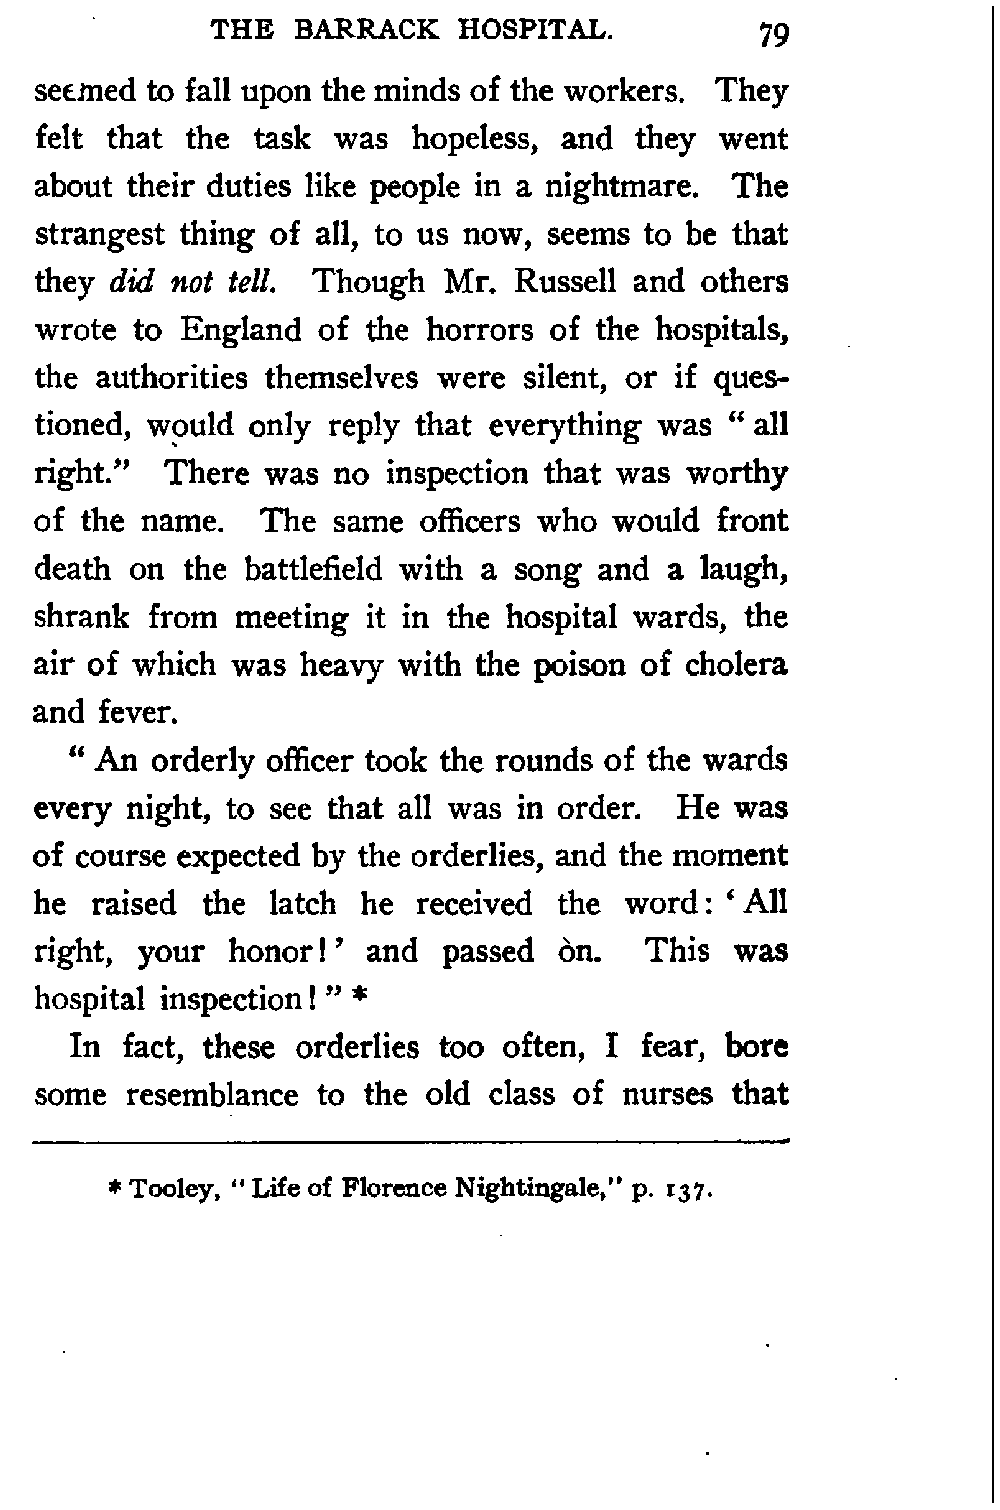 THE BARRACK HOSPITAL. 79
seemed to fall upon the minds of the workers. They
felt that the task was hopeless, and they went
about their duties like people in a nightmare. The
strangest thing of all, to us now, seems to be that
they did not tell. Though Mr. Russell and others
wrote to England of the horrors of the hospitals,
the authorities themselves were silent, or if ques-
tioned, would only reply that everything was “ all
right.” There was no inspection that was worthy
of the name. The same officers who would front
death on the battlefield with a song and a laugh,
shrank from meeting it in the hospital wards, the
air of which was heavy with the poison of cholera
and fever.
“ An orderly officer took the rounds of the wards
every night, to see that all was in order. He was
of course expected by the orderlies, and the moment
he raised the latch he received the word: ‘ All
right, your honor! ’ and passed on. This was
hospital inspection! ” *
In fact, these orderlies too often, I fear, bore
some resemblance to the old class of nurses that
* Tooley, “ Life of Florence Nightingale,” p. 137.